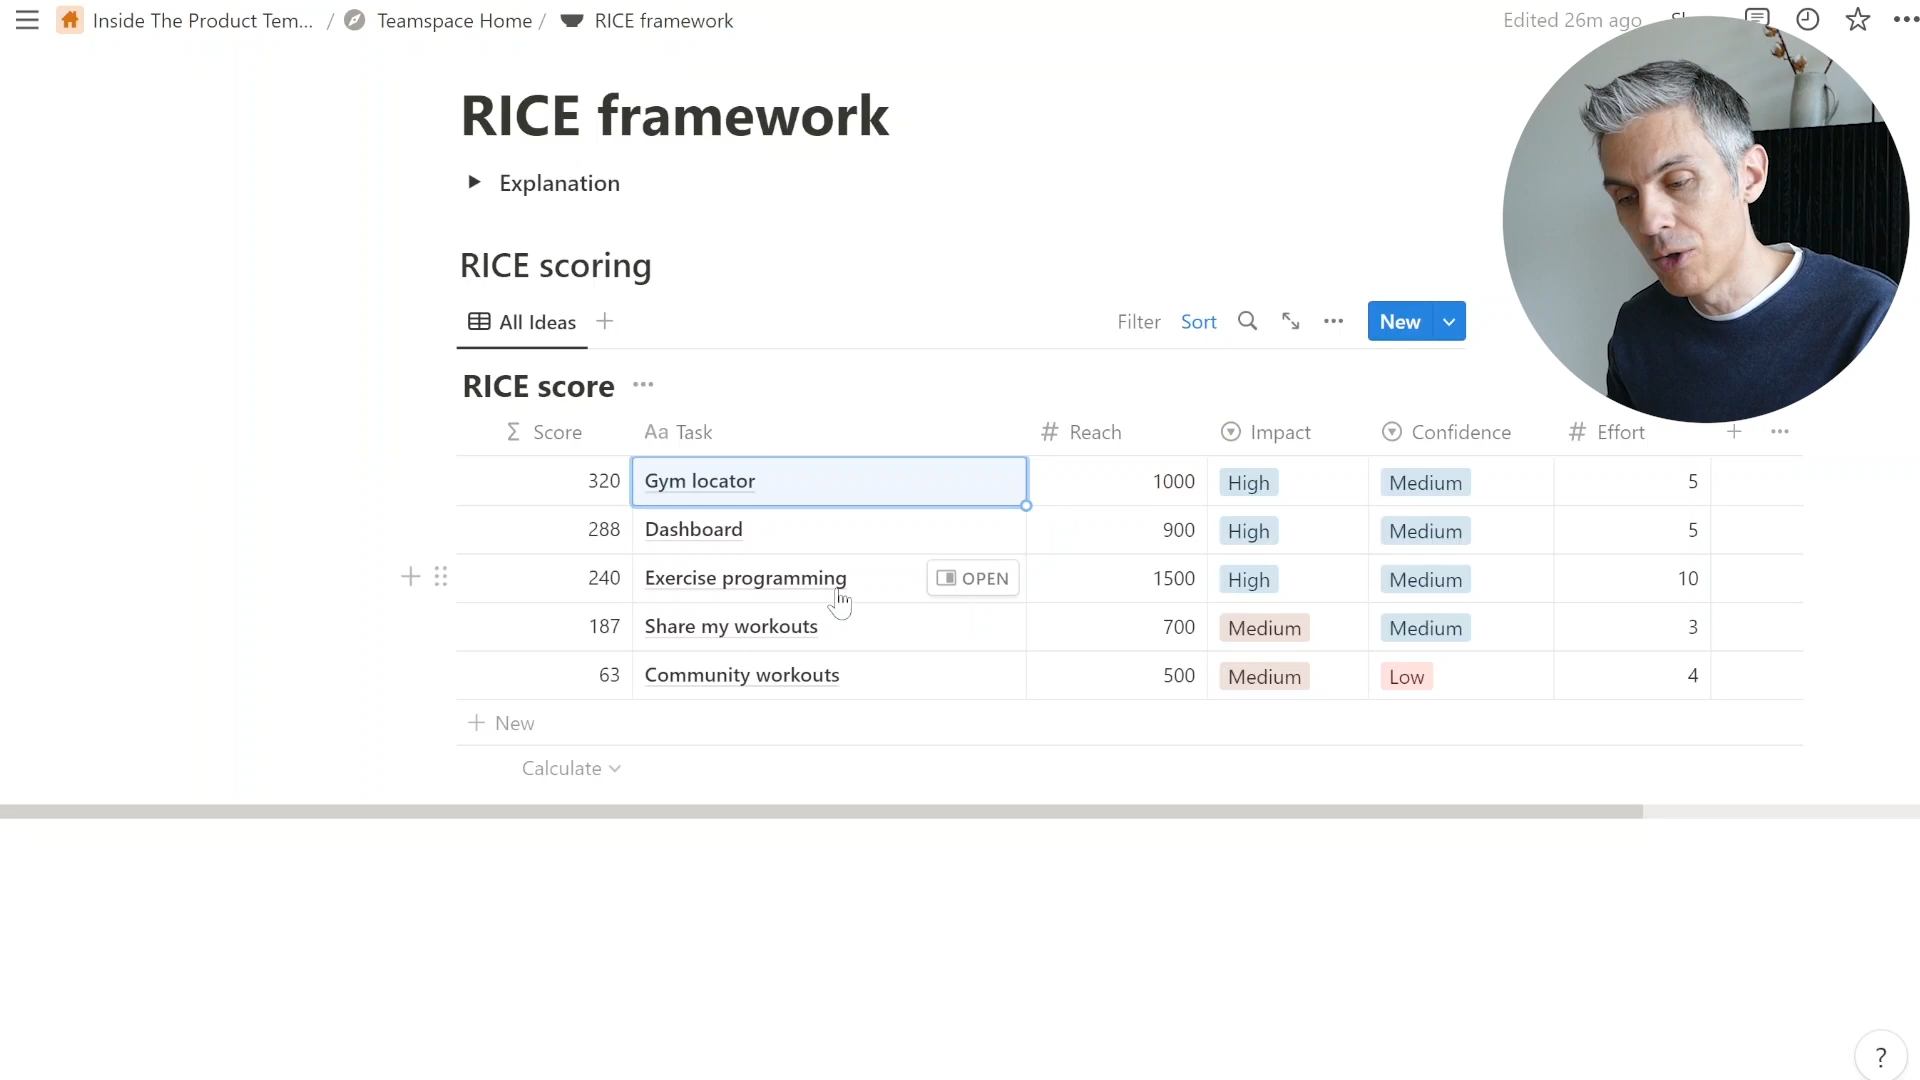 Inside The Product Tem... / Teamspace Home / RICE framework
Edited 26m ago
RICE framework
Explanation
RICE scoring
All Ideas
Filter Sort New
RICE score
Score Aa Task # Reach Impact Confidence # Effort
320 Gym locator 1000 High Medium 5
288 Dashboard 900 High Medium 5
240 Exercise programming OPEN 1500 High Medium 10
187 Share my workouts 700 Medium Medium 3
63 Community workouts 500 Medium Low 4
+ New
Calculate
?